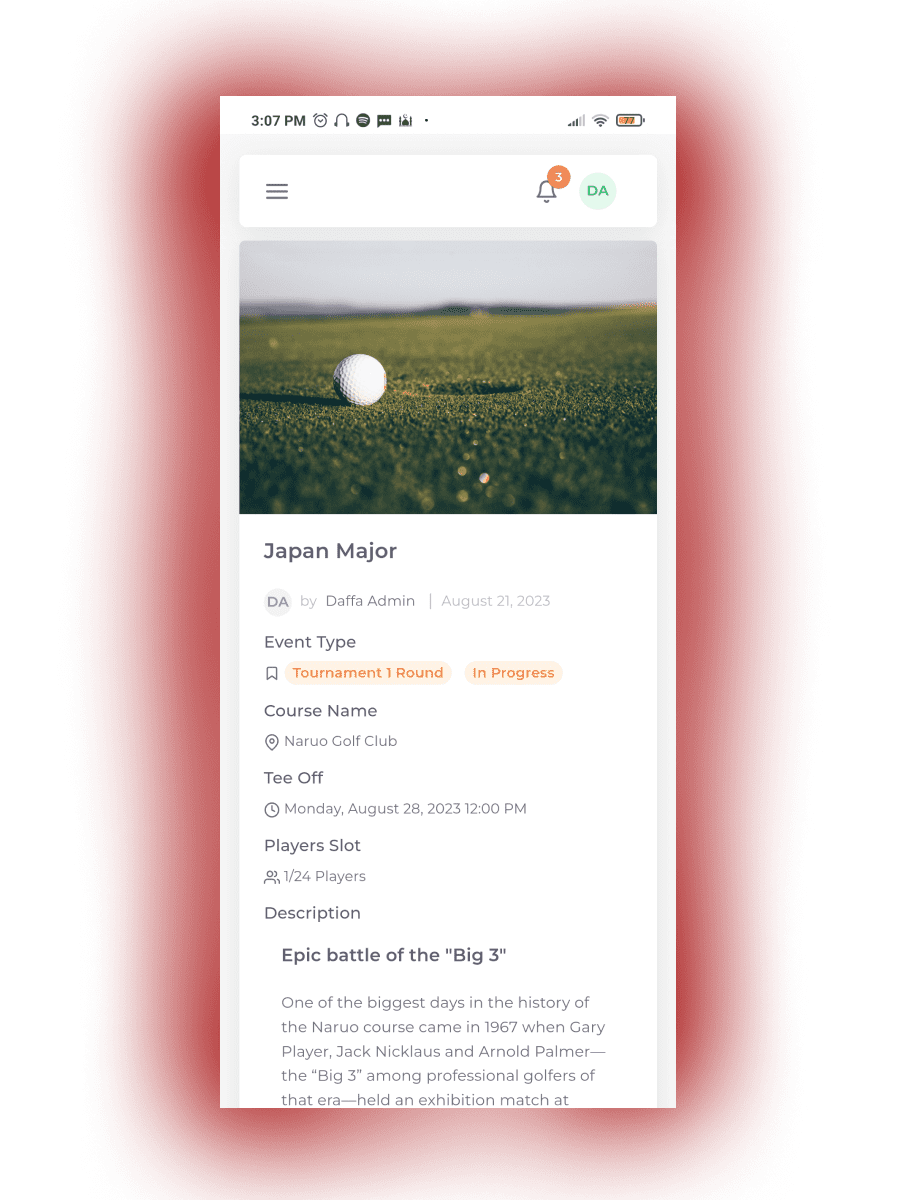 3:07 PM
77
3
DA
Japan Major
DA by Daffa Admin | August 21, 2023
Event Type
Tournament 1 Round In Progress
Course Name
Naruo Golf Club
Tee Off
Monday, August 28, 2023 12:00 PM
Players Slot
1/24 Players
Description
Epic battle of the "Big 3"
One of the biggest days in the history of
the Naruo course came in 1967 when Gary
Player, Jack Nicklaus and Arnold Palmer—
the “Big 3” among professional golfers of
that era—held an exhibition match at